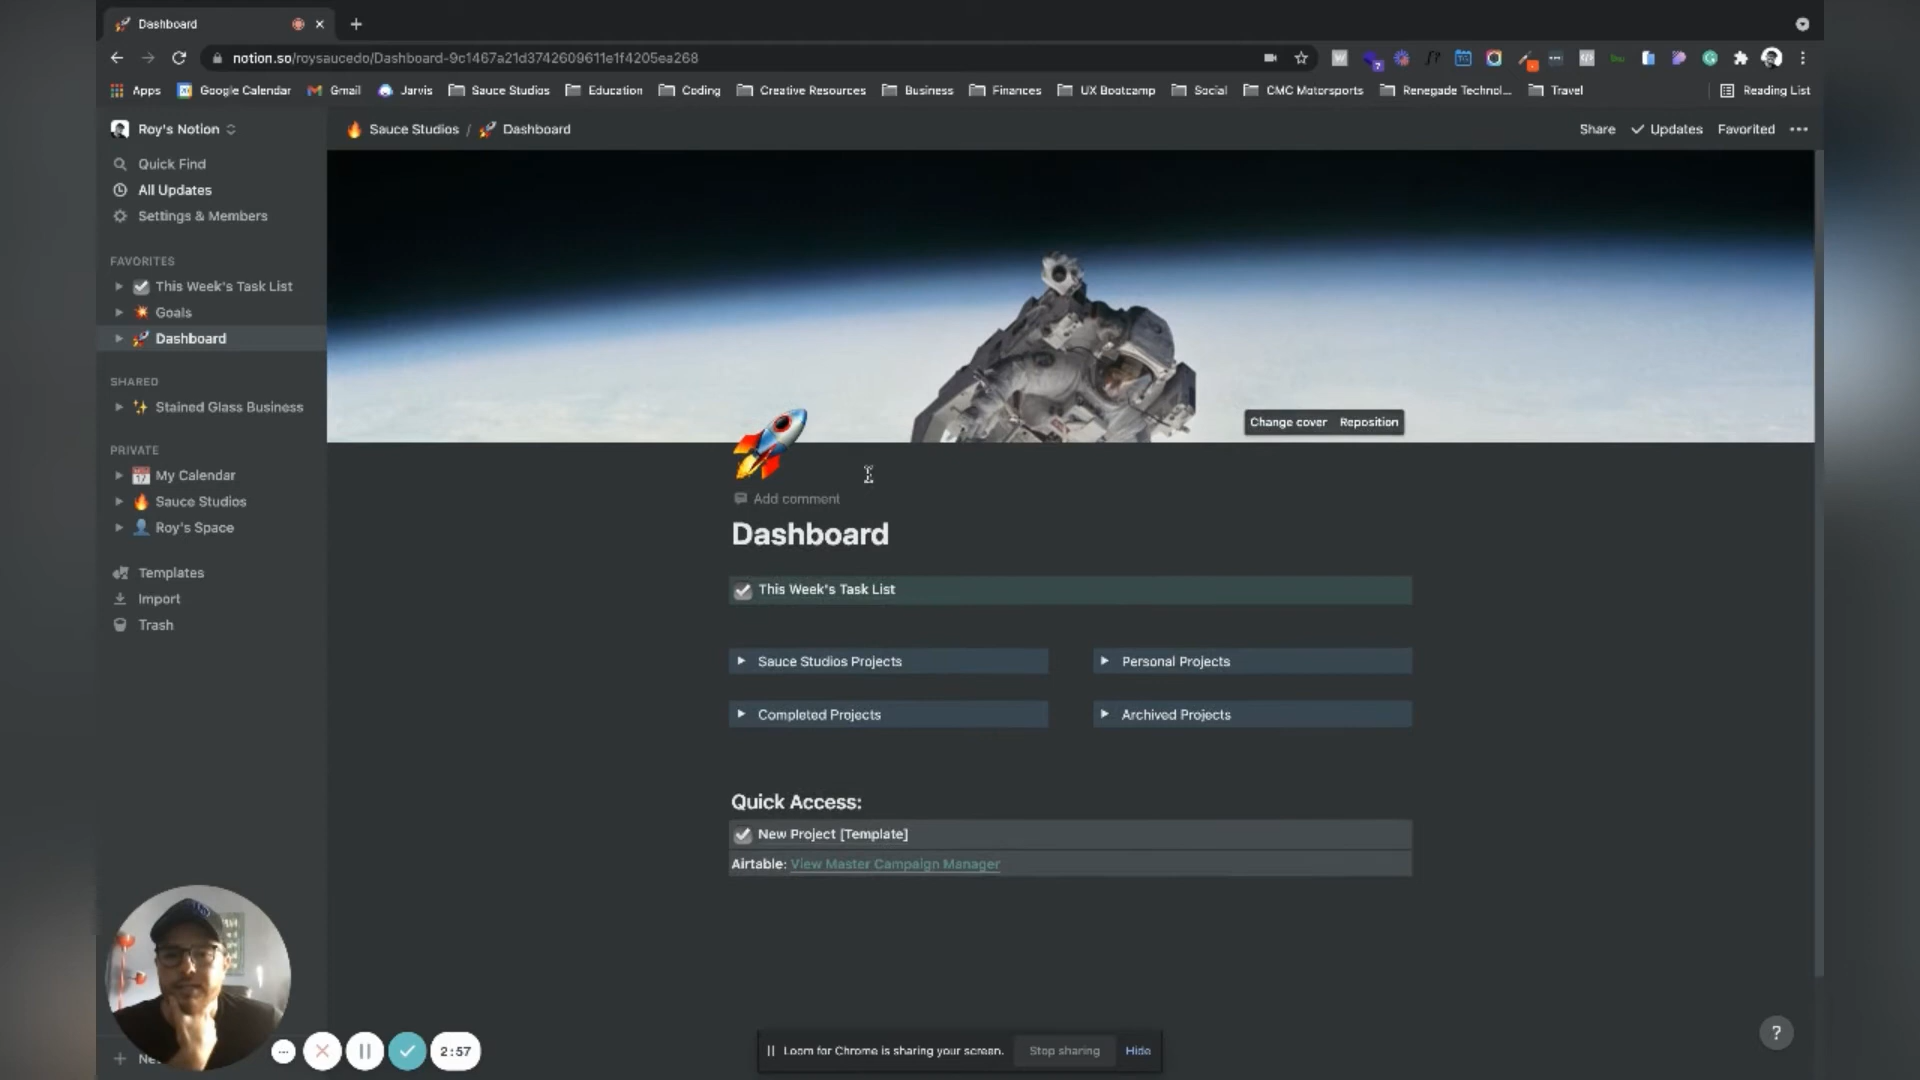 Dashboard
notion.so/roysaucedo/Dashboard-9c1467a21d3742609611e1f4205ea268
Apps Google Calendar Gmail Jarvis Sauce Studios Education Coding Creative Resources Business Finances UX Bootcamp Social CMC Motorsports Renegade Technol... Travel Reading List
Roy's Notion
Sauce Studios / Dashboard
Share Updates Favorited
Quick Find
All Updates
Settings & Members
FAVORITES
This Week's Task List
Goals
Dashboard
SHARED
Stained Glass Business
PRIVATE
My Calendar
Sauce Studios
Roy's Space
Templates
Import
Trash
Change cover Reposition
Add comment
Dashboard
This Week's Task List
Sauce Studios Projects
Personal Projects
Completed Projects
Archived Projects
Quick Access:
New Project [Template]
Airtable: View Master Campaign Manager
2:57
Loom for Chrome is sharing your screen. Stop sharing Hide
?